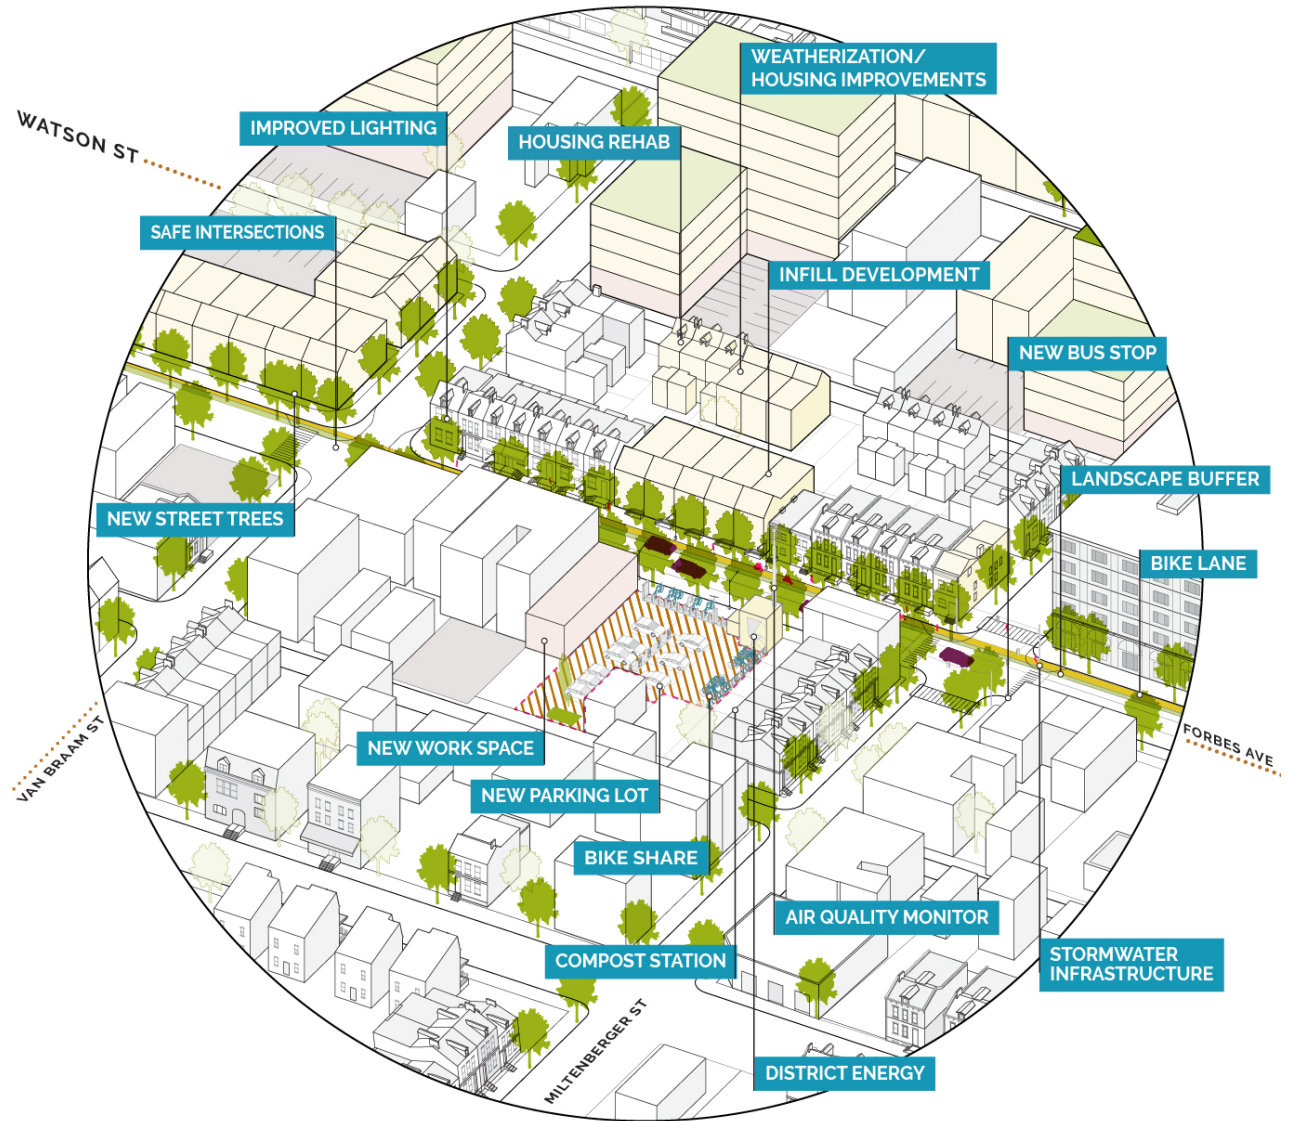 WEATHERIZATION/
HOUSING IMPROVEMENTS
WATSON ST
IMPROVED LIGHTING
HOUSING REHAB
SAFE INTERSECTIONS
INFILL DEVELOPMENT
NEW BUS STOP
LANDSCAPE BUFFER
NEW STREET TREES
BIKE LANE
VAN BRAAM ST
NEW WORK SPACE
FORBES AVE
NEW PARKING LOT
BIKE SHARE
AIR QUALITY MONITOR
COMPOST STATION
STORMWATER
INFRASTRUCTURE
MILTENBERGER ST
DISTRICT ENERGY